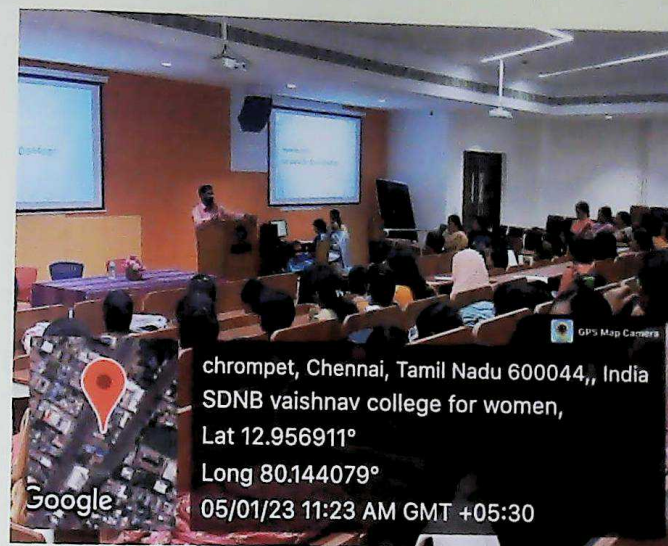 GPS Map Camera
chrompet, Chennai, Tamil Nadu 600044,, India
SDNB vaishnav college for women,
Lat 12.956911°
Long 80.144079°
05/01/23 11:23 AM GMT +05:30
Google